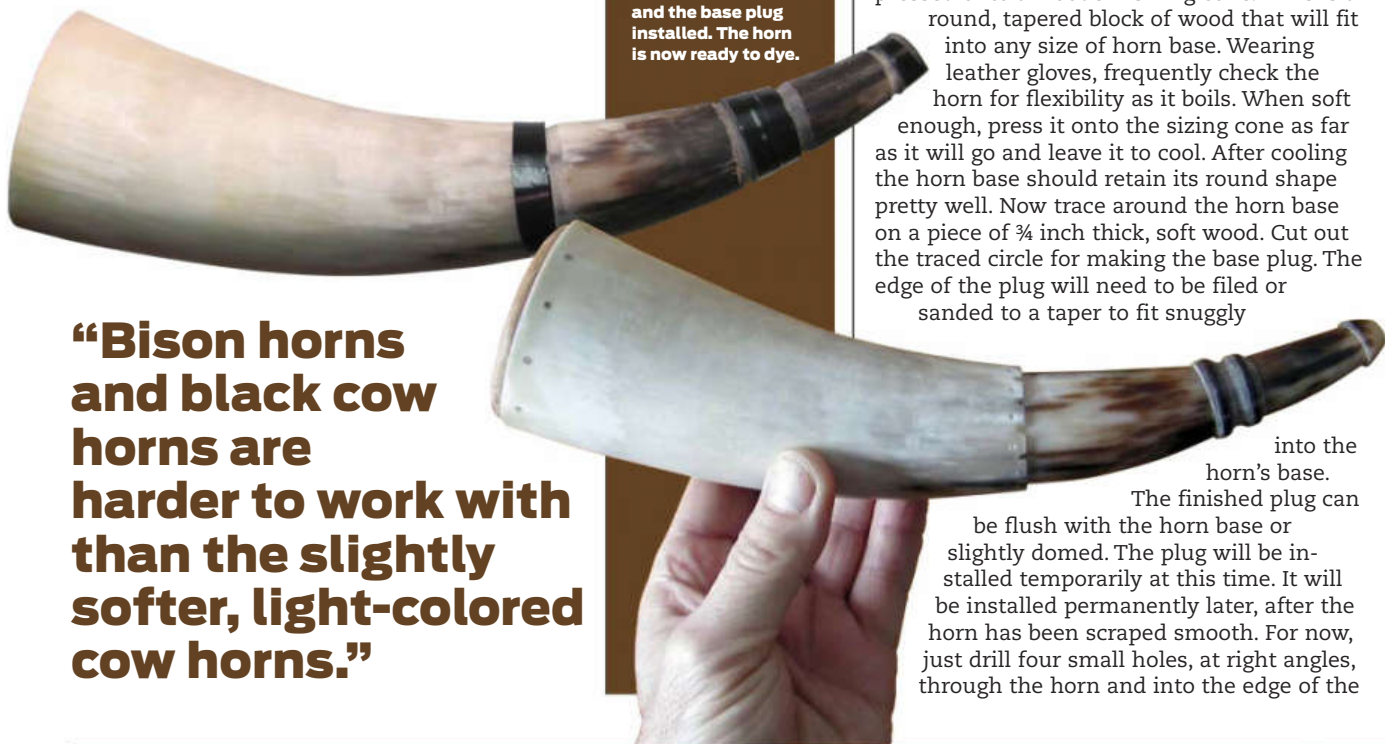 and the base plug
installed. The horn
is now ready to dye.
round, tapered block of wood that will fit
into any size of horn base. Wearing
leather gloves, frequently check the
horn for flexibility as it boils. When soft
enough, press it onto the sizing cone as far
as it will go and leave it to cool. After cooling
the horn base should retain its round shape
pretty well. Now trace around the horn base
on a piece of ¾ inch thick, soft wood. Cut out
the traced circle for making the base plug. The
edge of the plug will need to be filed or
sanded to a taper to fit snuggly
into the
horn’s base.
The finished plug can
be flush with the horn base or
slightly domed. The plug will be in-
stalled temporarily at this time. It will
be installed permanently later, after the
horn has been scraped smooth. For now,
just drill four small holes, at right angles,
through the horn and into the edge of the
“Bison horns
and black cow
horns are
harder to work with
than the slightly
softer, light-colored
cow horns.”